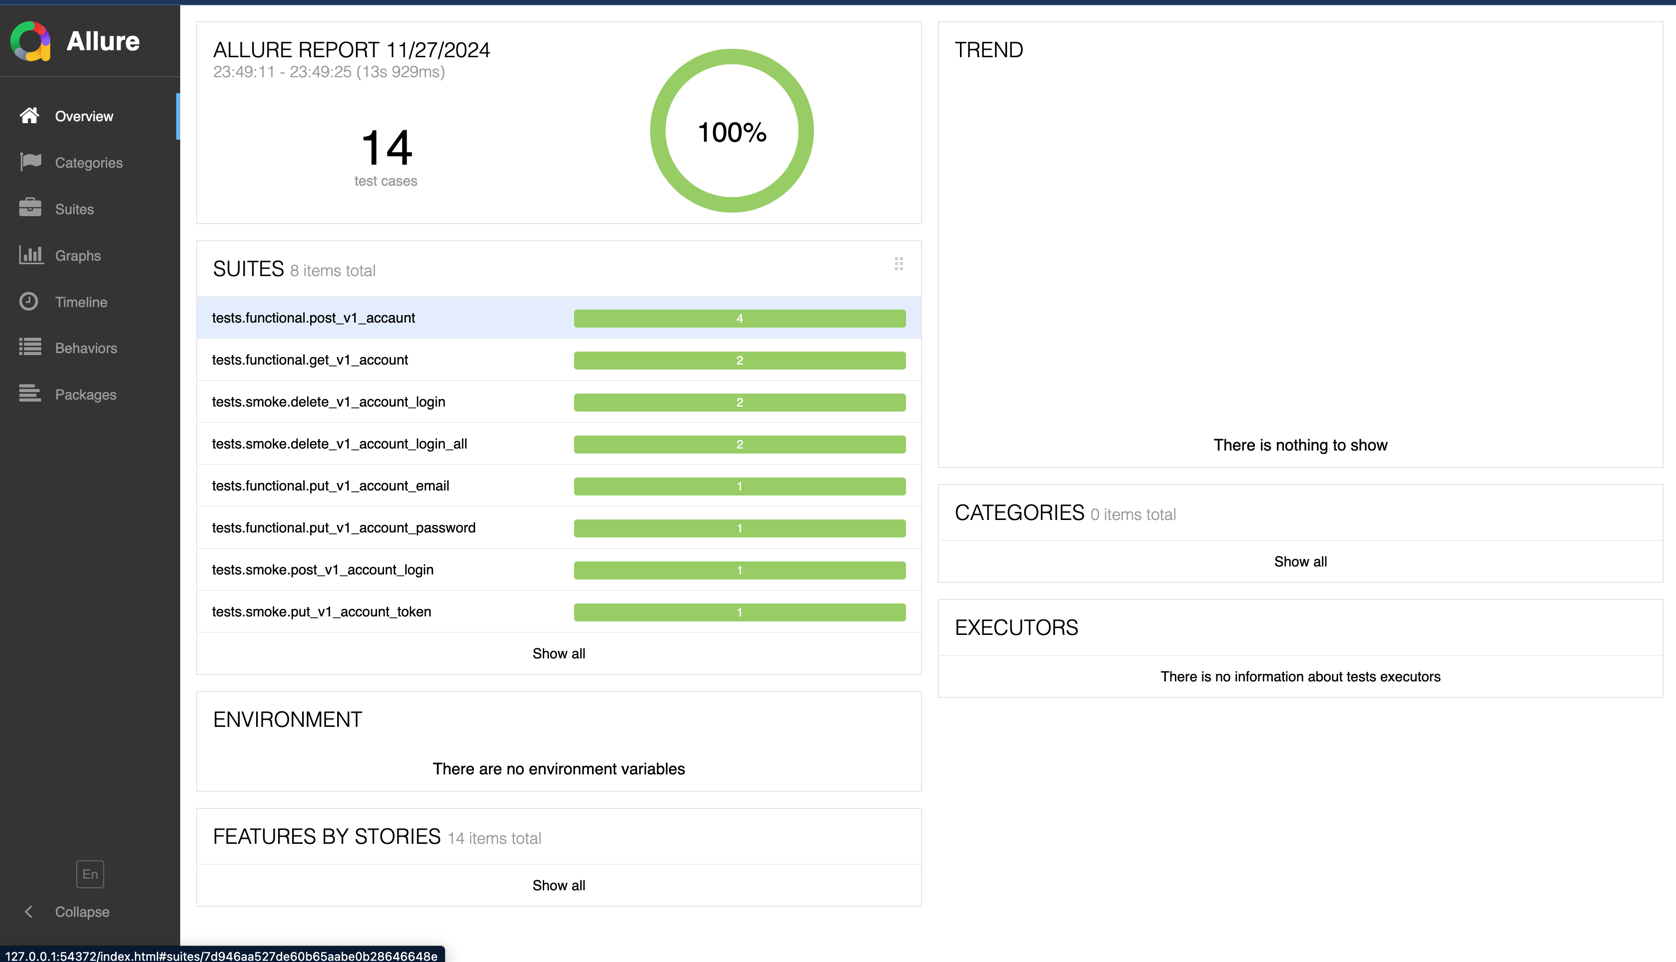 Allure
Overview
Categories
Suites
Graphs
Timeline
Behaviors
Packages
En
Collapse
ALLURE REPORT 11/27/2024
23:49:11 - 23:49:25 (13s 929ms)
14
test cases
100%
SUITES 8 items total
tests.functional.post_v1_accaunt 4
tests.functional.get_v1_account 2
tests.smoke.delete_v1_account_login 2
tests.smoke.delete_v1_account_login_all 2
tests.functional.put_v1_account_email 1
tests.functional.put_v1_account_password 1
tests.smoke.post_v1_account_login 1
tests.smoke.put_v1_account_token 1
Show all
ENVIRONMENT
There are no environment variables
FEATURES BY STORIES 14 items total
Show all
TREND
There is nothing to show
CATEGORIES 0 items total
Show all
EXECUTORS
There is no information about tests executors
127.0.0.1:54372/index.html#suites/7d946aa527de60b65aabe0b28646648e